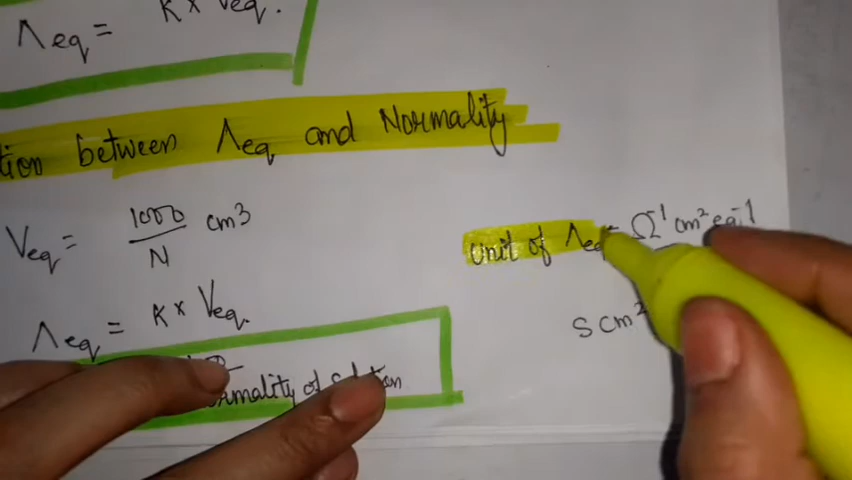 Λeq = K × Veq.
tion between Λeq and Normality
Veq = 1000/N cm³
Λeq = K × Veq.
Normality of Solution
Unit of Λeq = Ω⁻¹ cm² eq⁻¹
S cm²